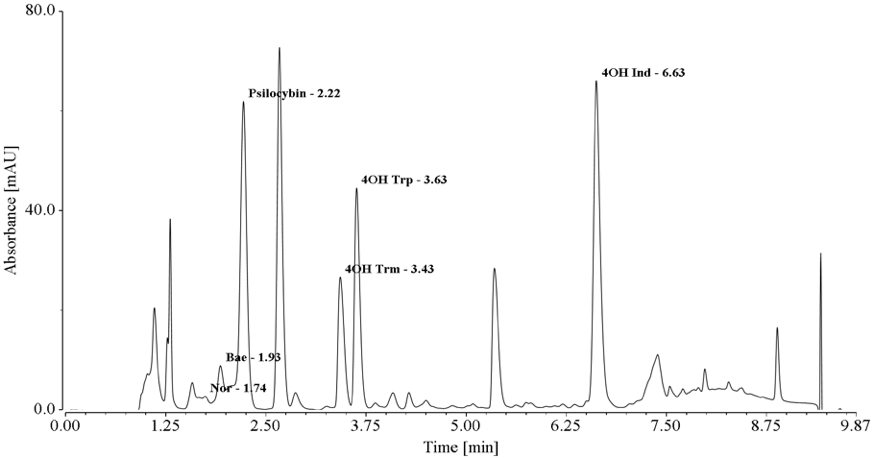 80.0
4OH Ind - 6.63
Psilocybin - 2.22
4OH Trp - 3.63
40.0
4OH Trm - 3.43
Bae - 1.93
Nor - 1.74
0.0
Absorbance [mAU]
0.00 1.25 2.50 3.75 5.00 6.25 7.50 8.75 9.87
Time [min]